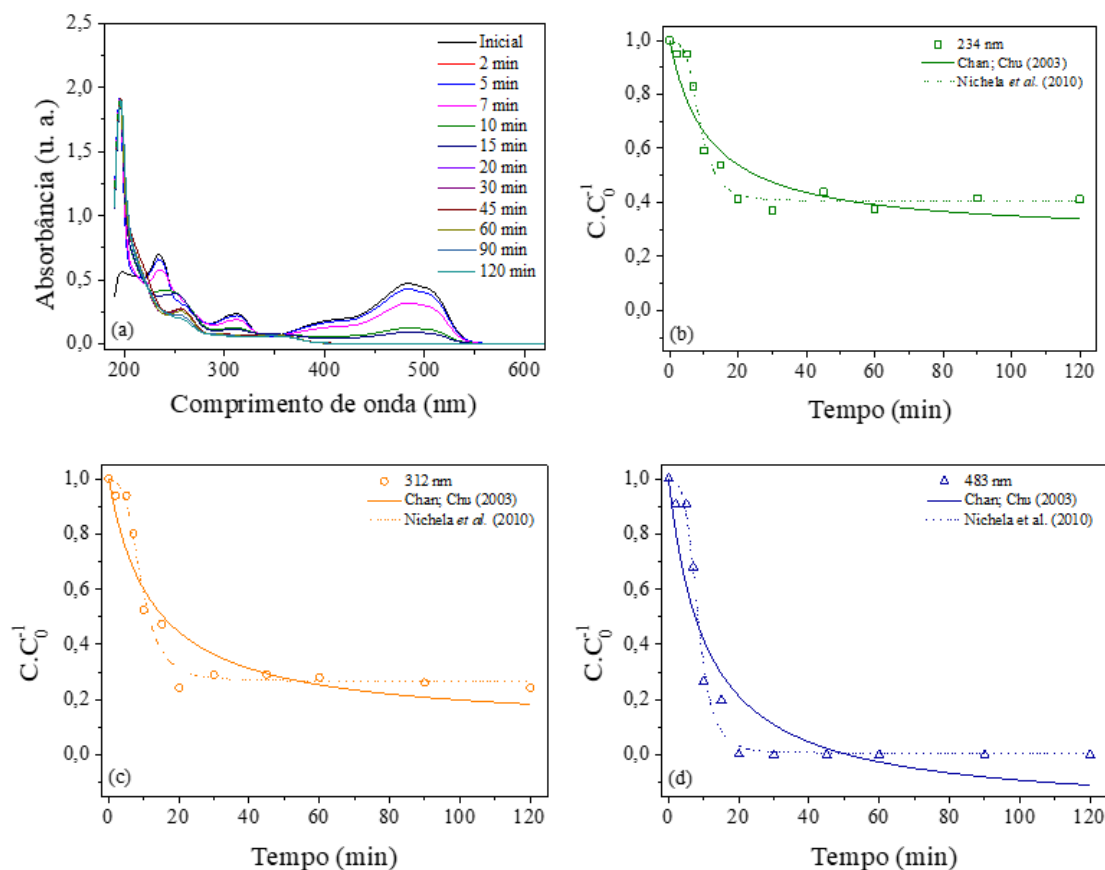 2,5
2,0
1,5
1,0
0,5
0,0
Absorbância (u. a.)
Inicial
2 min
5 min
7 min
10 min
15 min
20 min
30 min
45 min
60 min
90 min
120 min
(a)
200 300 400 500 600
Comprimento de onda (nm)
1,0
0,8
0,6
0,4
0,2
0,0
C.C₀⁻¹
234 nm
Chan; Chu (2003)
Nichela et al. (2010)
(b)
0 20 40 60 80 100 120
Tempo (min)
1,0
0,8
0,6
0,4
0,2
0,0
C.C₀⁻¹
312 nm
Chan; Chu (2003)
Nichela et al. (2010)
(c)
0 20 40 60 80 100 120
Tempo (min)
1,0
0,8
0,6
0,4
0,2
0,0
C.C₀⁻¹
483 nm
Chan; Chu (2003)
Nichela et al. (2010)
(d)
0 20 40 60 80 100 120
Tempo (min)